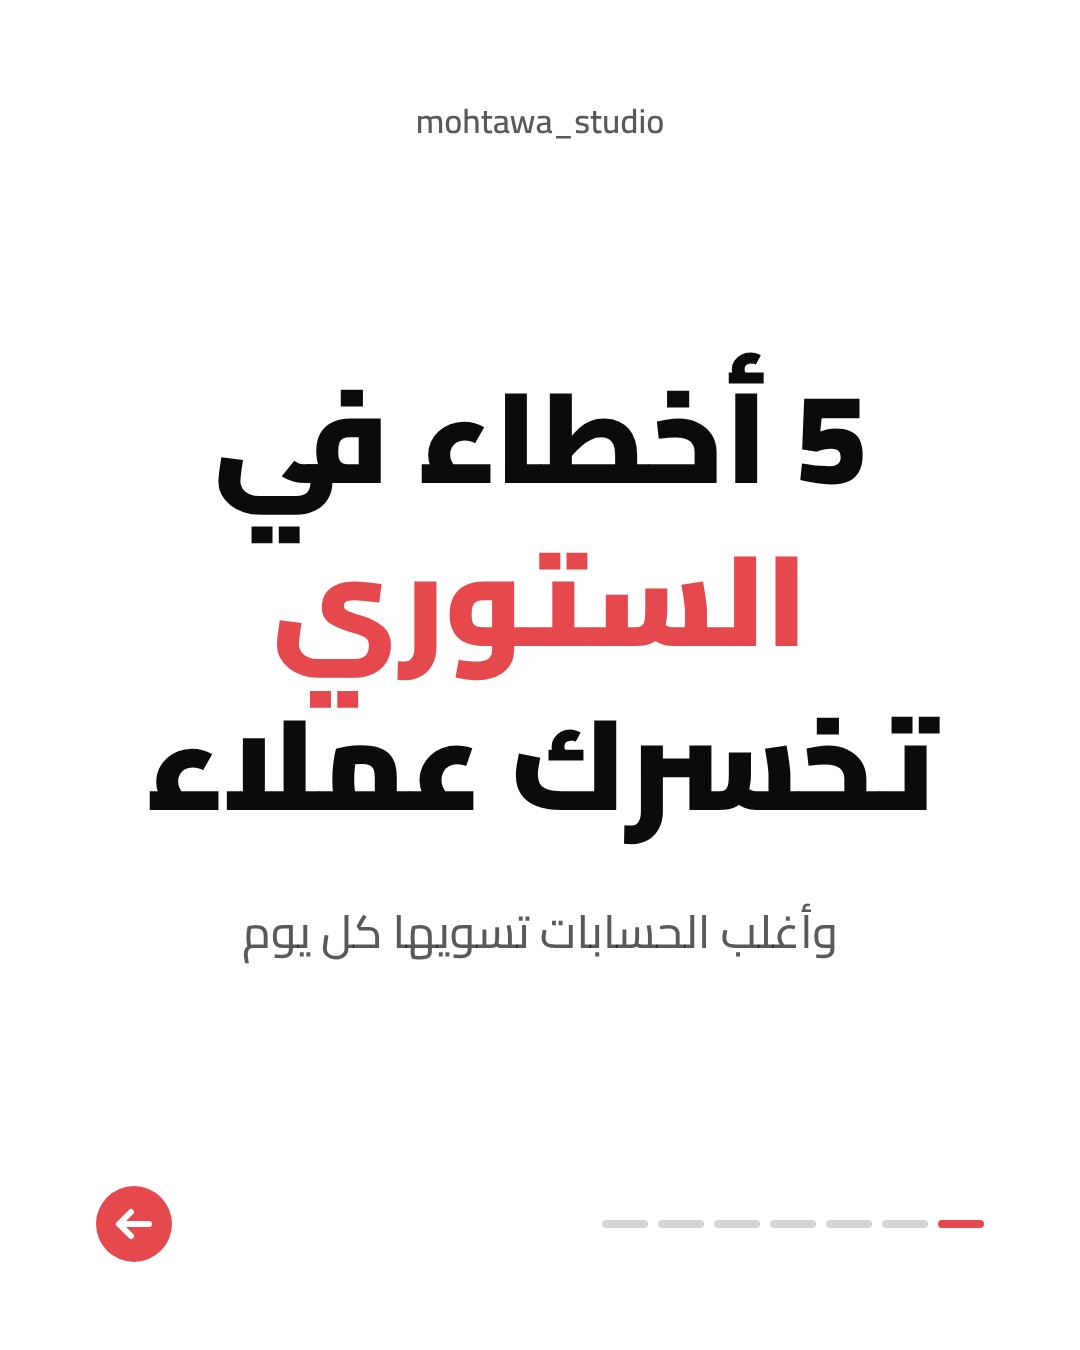 mohtawa_studio
5 أخطاء في
الستوري
تخسرك عملاء
وأغلب الحسابات تسويها كل يوم